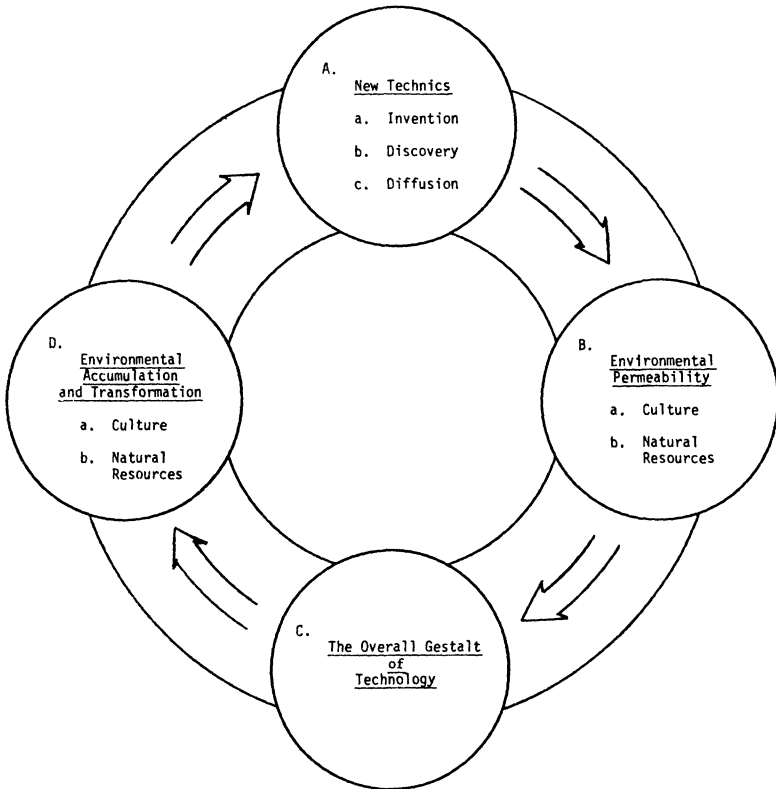 A.
New Technics
a. Invention
b. Discovery
c. Diffusion
B.
Environmental
Permeability
a. Culture
b. Natural
Resources
C.
The Overall Gestalt
of
Technology
D.
Environmental
Accumulation
and Transformation
a. Culture
b. Natural
Resources